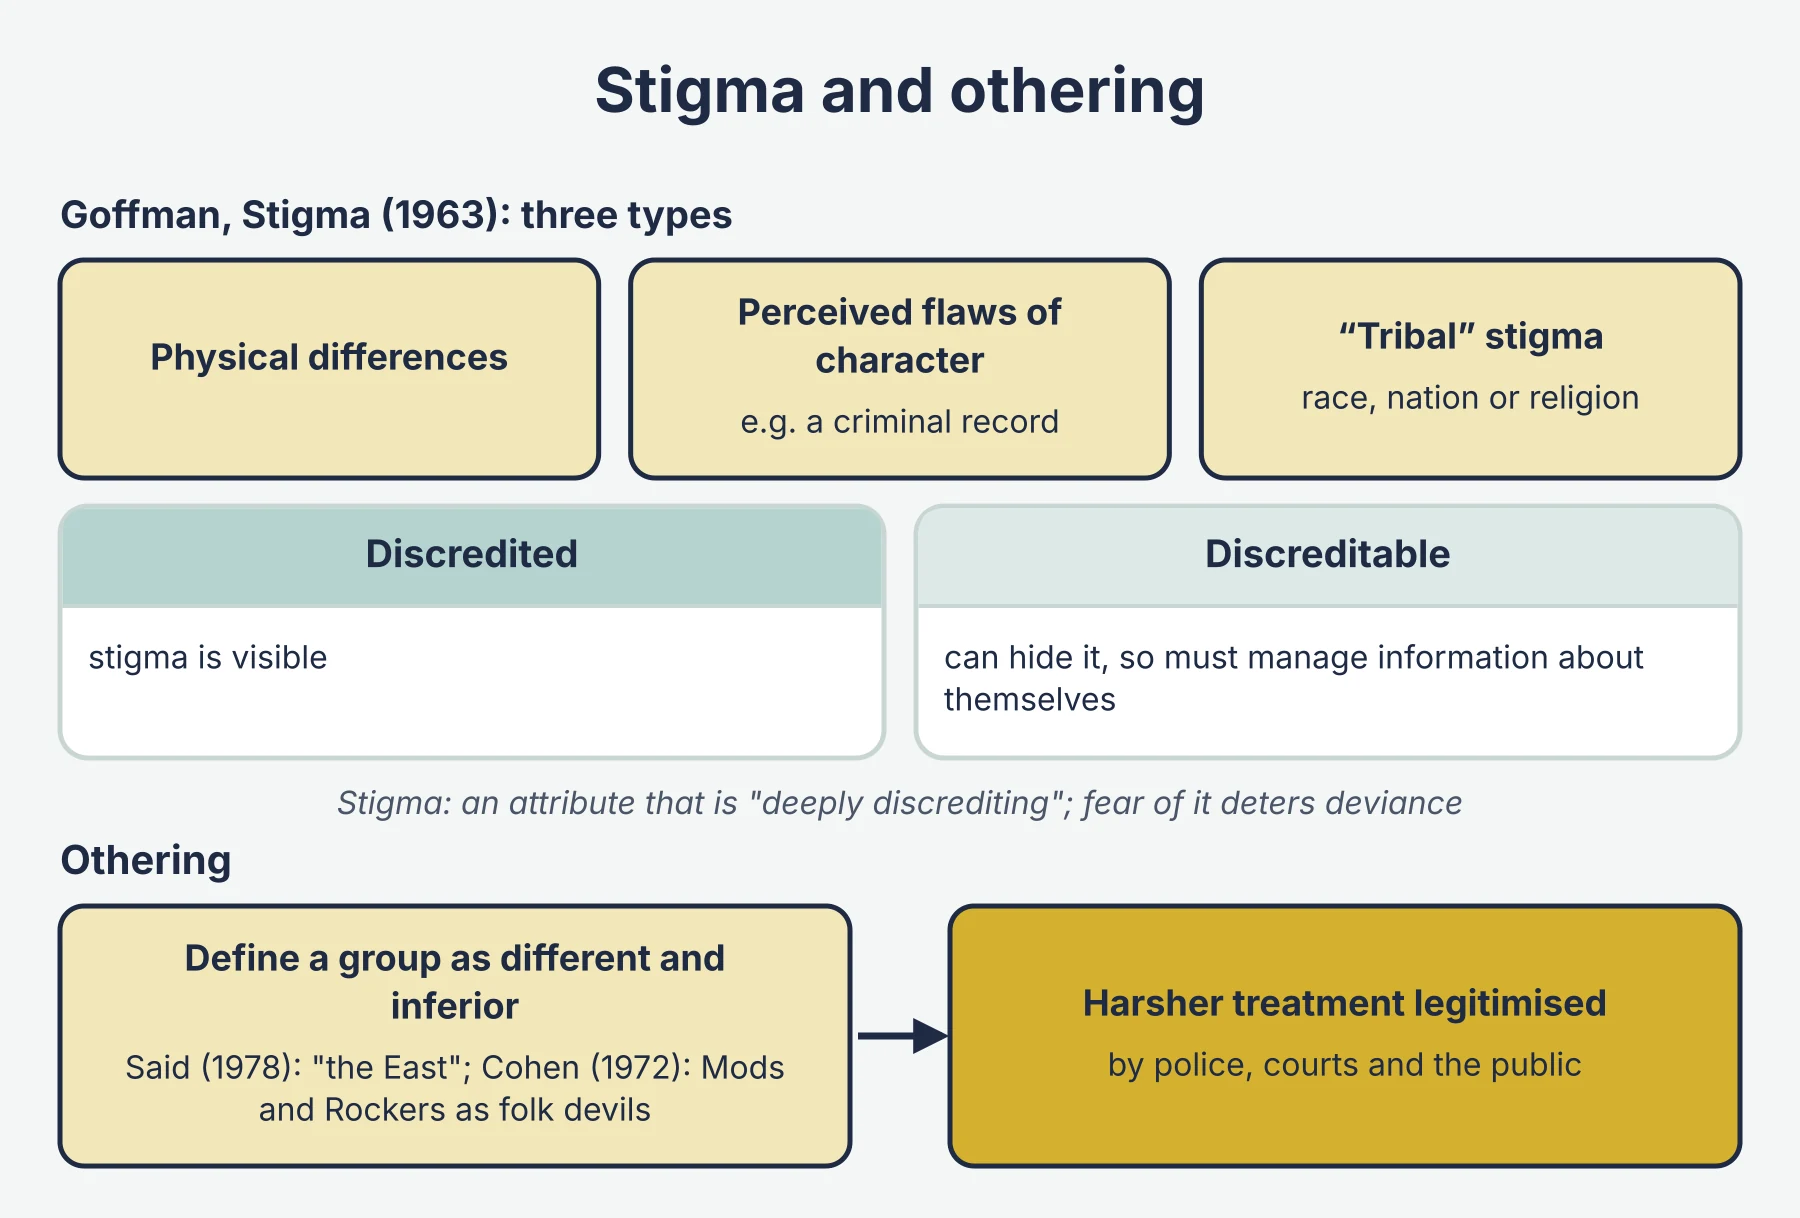 Stigma and othering
Goffman, Stigma (1963): three types
Physical differences
Perceived flaws of
character
e.g. a criminal record
“Tribal” stigma
race, nation or religion
Discredited
stigma is visible
Discreditable
can hide it, so must manage information about
themselves
Stigma: an attribute that is "deeply discrediting"; fear of it deters deviance
Othering
Define a group as different and
inferior
Said (1978): "the East"; Cohen (1972): Mods
and Rockers as folk devils
Harsher treatment legitimised
by police, courts and the public